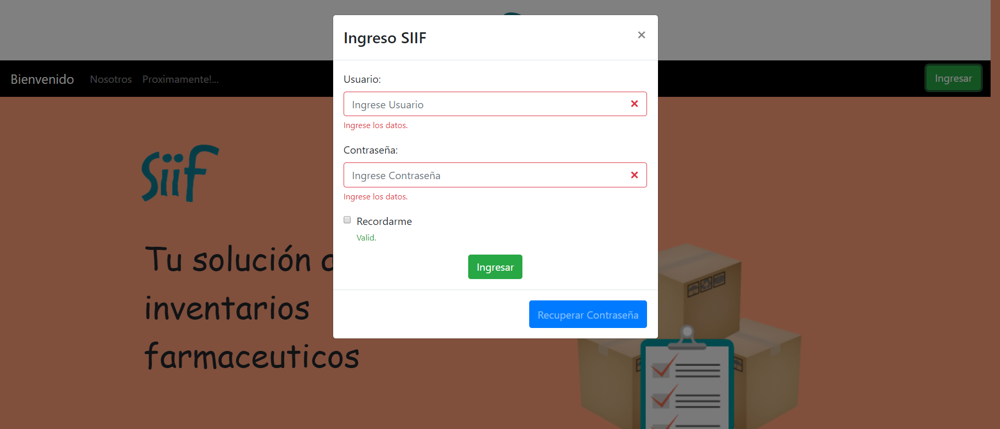 Ingreso SIIF ×
Bienvenido Nosotros Proximamente!... Ingresar
Usuario:
Ingrese Usuario
Ingrese los datos.
Contraseña:
Ingrese Contraseña
Ingrese los datos.
Recordarme
Valid.
Ingresar
Recuperar Contraseña
Siif
Tu solución
inventarios
farmaceuticos